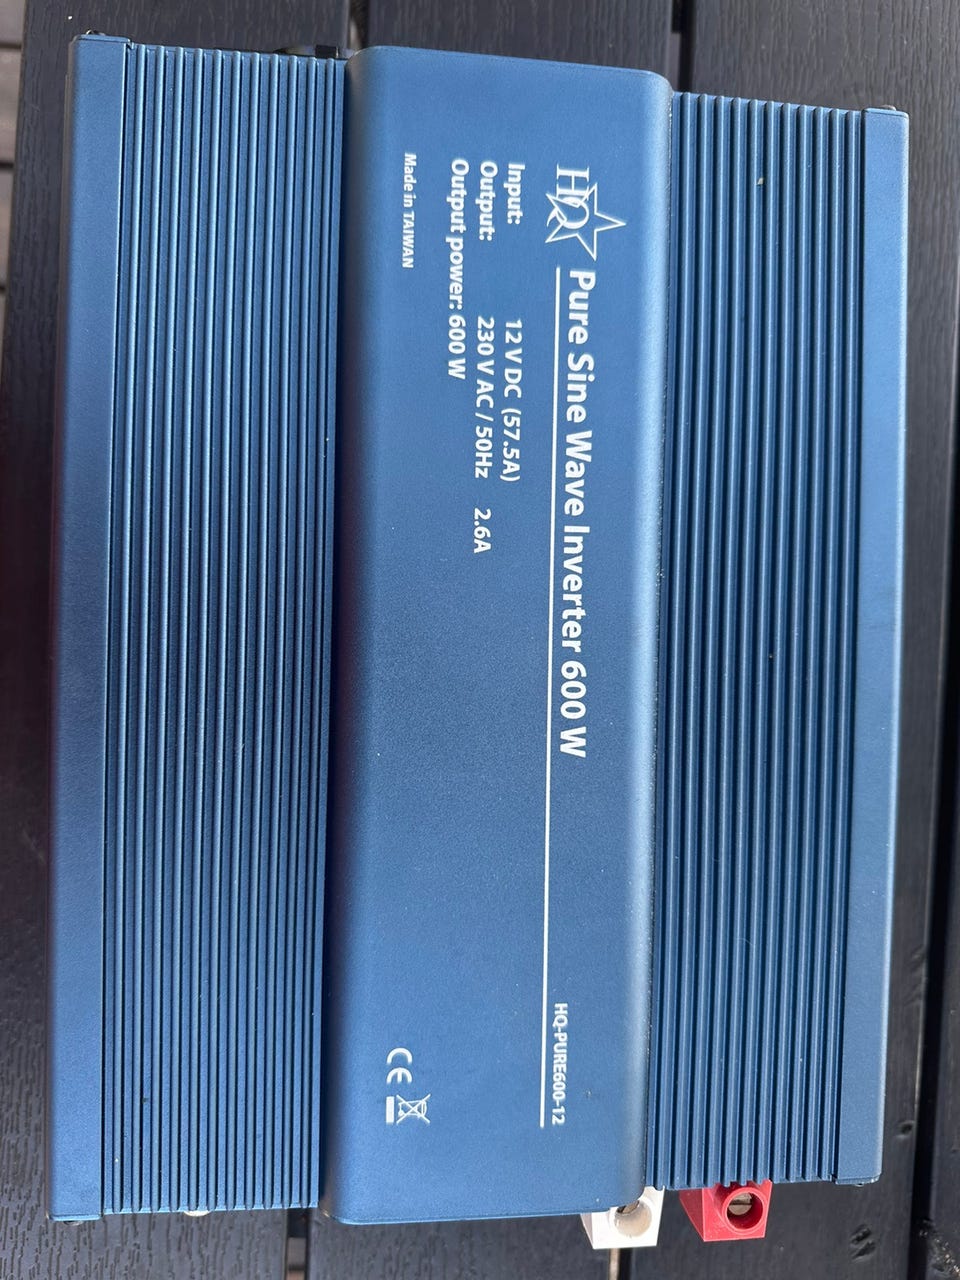 HQ Pure Sine Wave Inverter 600 W
HQ-PURE600-12
Input: 12 V DC (57.5A)
Output: 230 V AC / 50Hz 2.6A
Output power: 600 W
Made in TAIWAN
CE